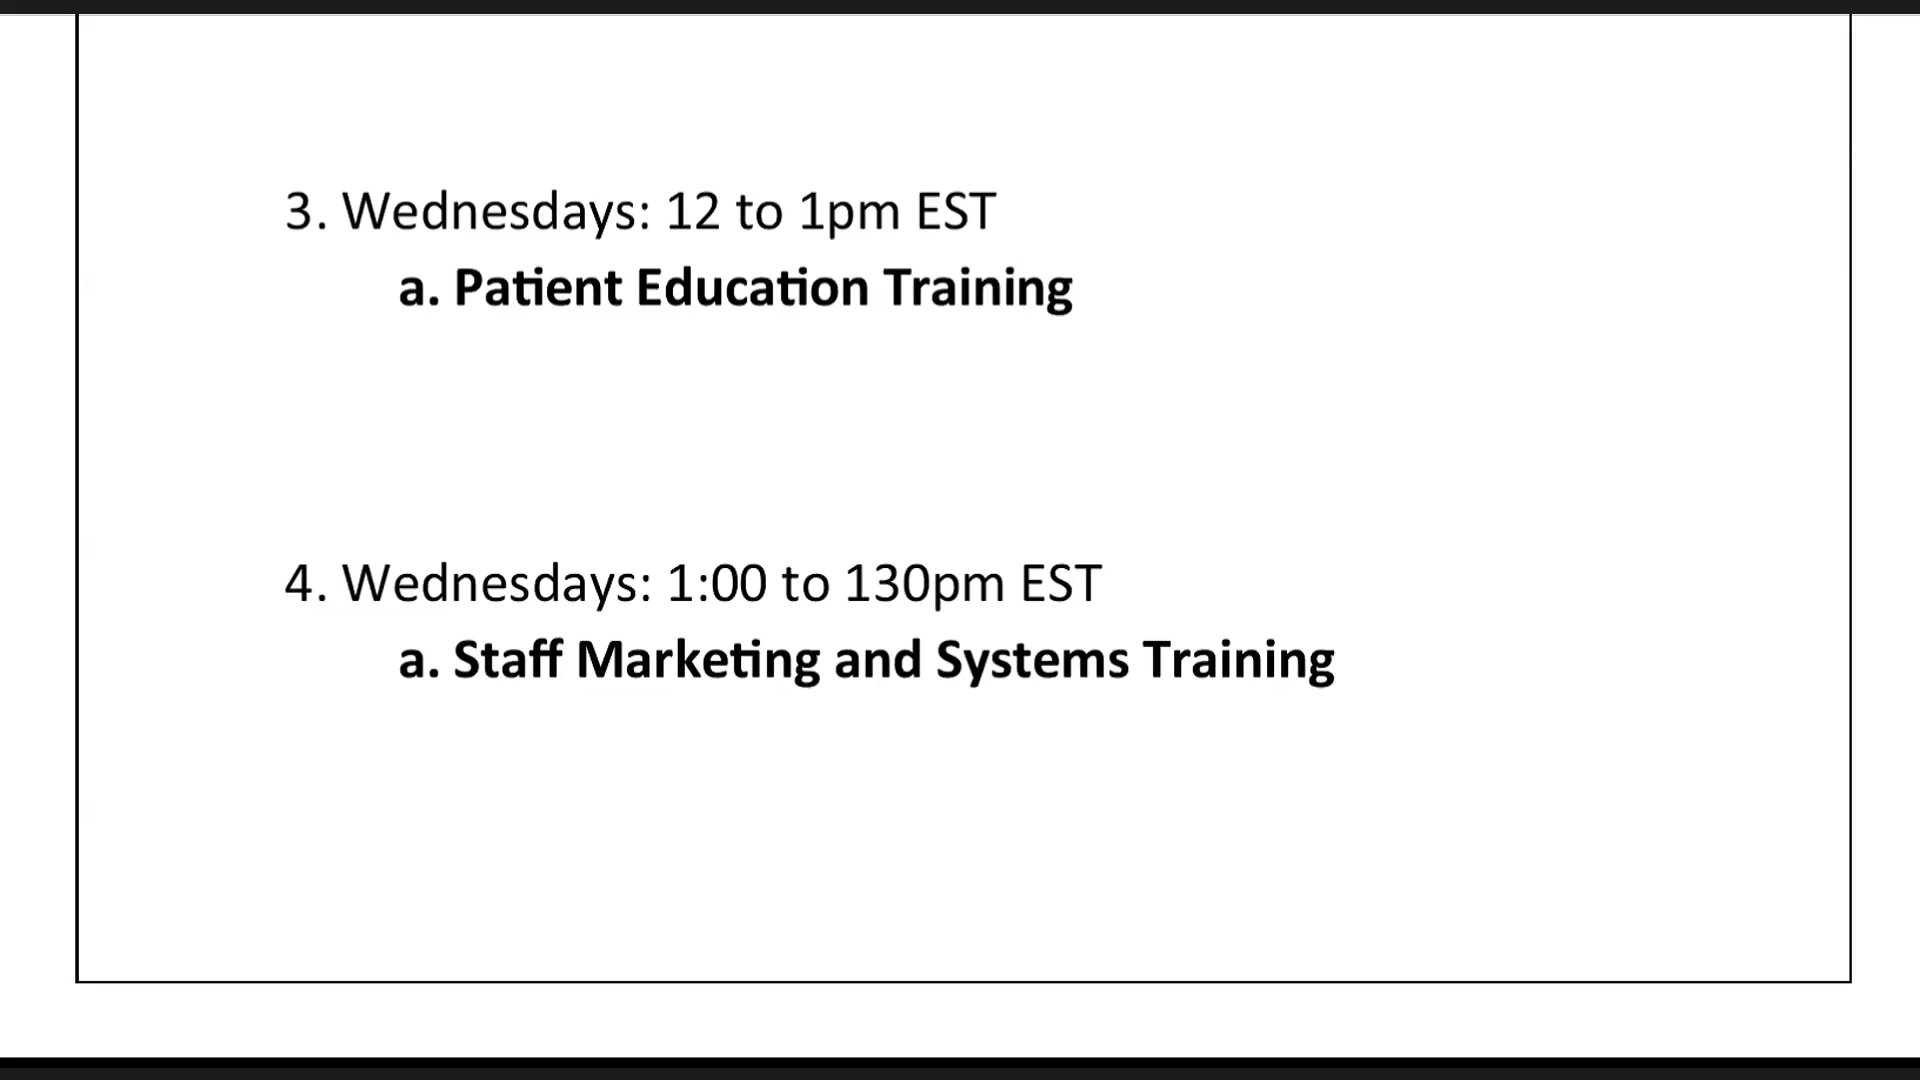 3. Wednesdays: 12 to 1pm EST
a. Patient Education Training
4. Wednesdays: 1:00 to 130pm EST
a. Staff Marketing and Systems Training